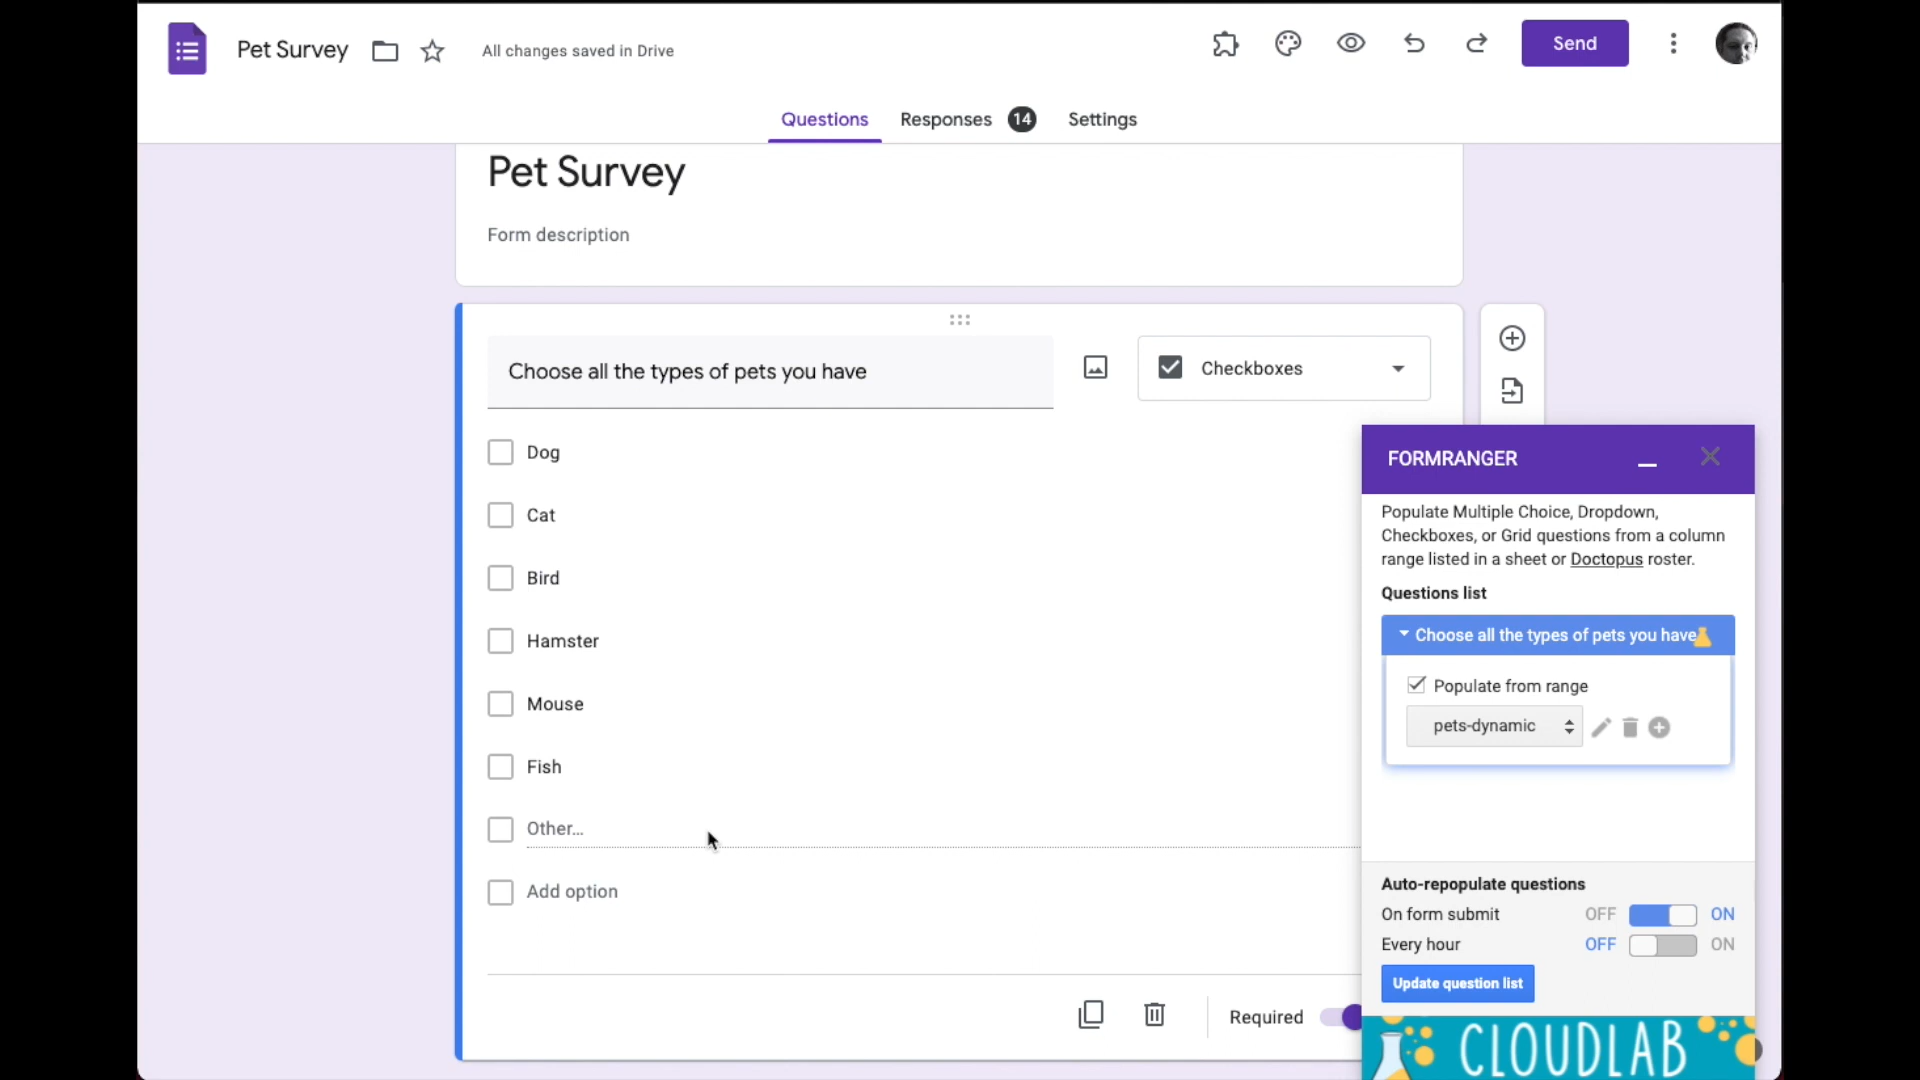 Pet Survey
All changes saved in Drive
Send
Questions
Responses 14
Settings
Pet Survey
Form description
Choose all the types of pets you have
Checkboxes
Dog
Cat
Bird
Hamster
Mouse
Fish
Other...
Add option
Required
FORMRANGER
Populate Multiple Choice, Dropdown,
Checkboxes, or Grid questions from a column
range listed in a sheet or Doctopus roster.
Questions list
Choose all the types of pets you have
Populate from range
pets-dynamic
Auto-repopulate questions
On form submit OFF ON
Every hour OFF ON
Update question list
CLOUDLAB